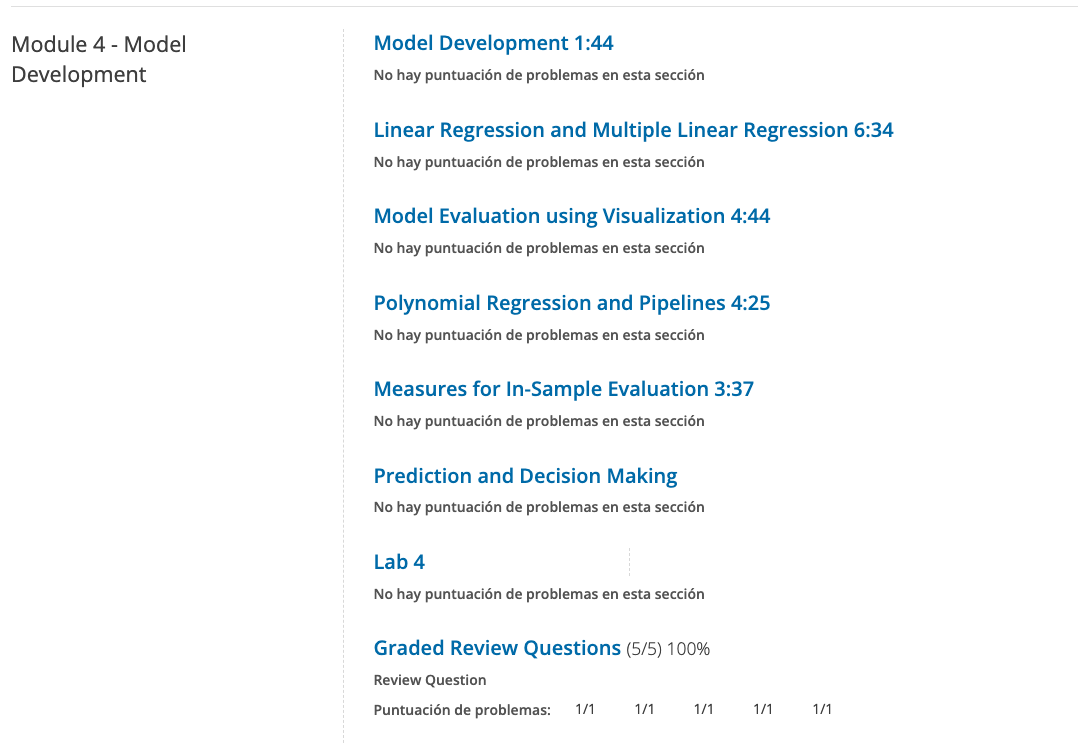 Module 4 - Model
Development
Model Development 1:44
No hay puntuación de problemas en esta sección
Linear Regression and Multiple Linear Regression 6:34
No hay puntuación de problemas en esta sección
Model Evaluation using Visualization 4:44
No hay puntuación de problemas en esta sección
Polynomial Regression and Pipelines 4:25
No hay puntuación de problemas en esta sección
Measures for In-Sample Evaluation 3:37
No hay puntuación de problemas en esta sección
Prediction and Decision Making
No hay puntuación de problemas en esta sección
Lab 4
No hay puntuación de problemas en esta sección
Graded Review Questions (5/5) 100%
Review Question
Puntuación de problemas: 1/1 1/1 1/1 1/1 1/1